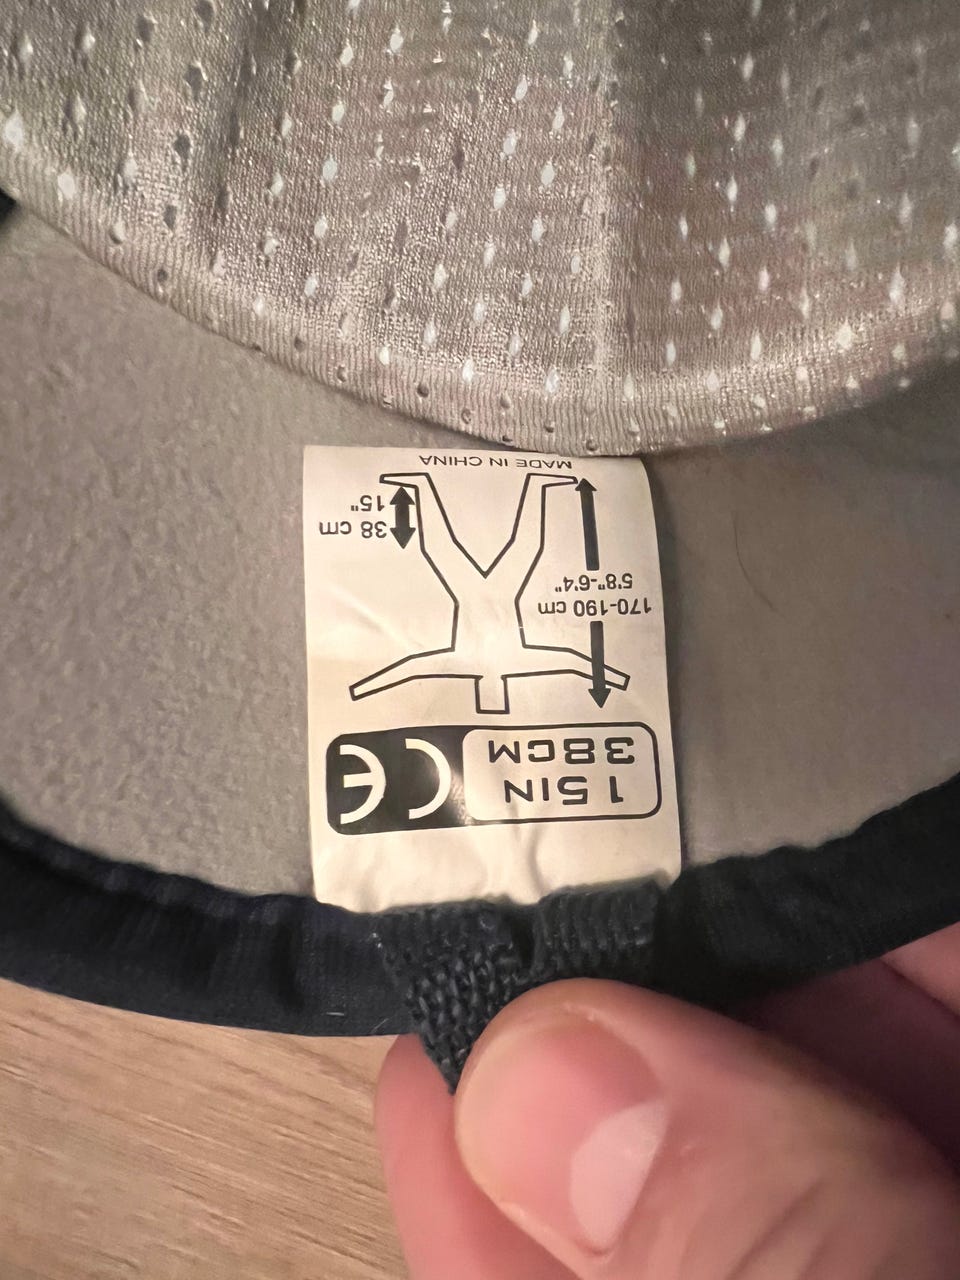 15IN
38CM
CE
170-190 cm
5'8"-6'4"
38 cm
15"
MADE IN CHINA